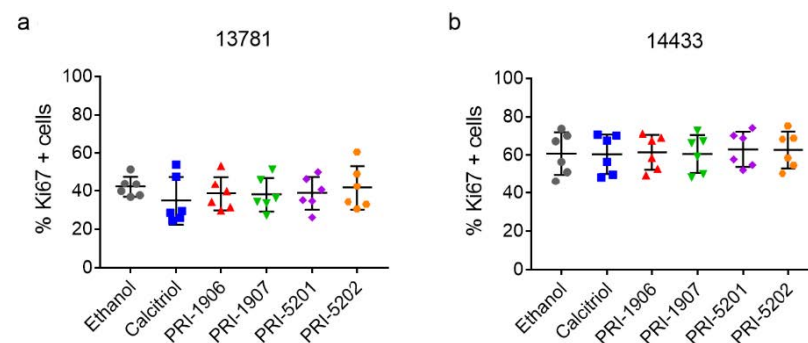 a
13781
% Ki67 + cells
100
80
60
40
20
0
Ethanol
Calcitriol
PRI-1906
PRI-1907
PRI-5201
PRI-5202
b
14433
% Ki67 + cells
100
80
60
40
20
0
Ethanol
Calcitriol
PRI-1906
PRI-1907
PRI-5201
PRI-5202